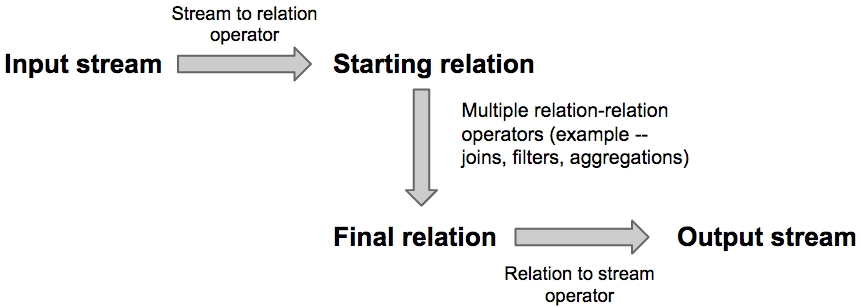 Stream to relation
operator
Input stream
Starting relation
Multiple relation-relation
operators (example --
joins, filters, aggregations)
Final relation
Output stream
Relation to stream
operator